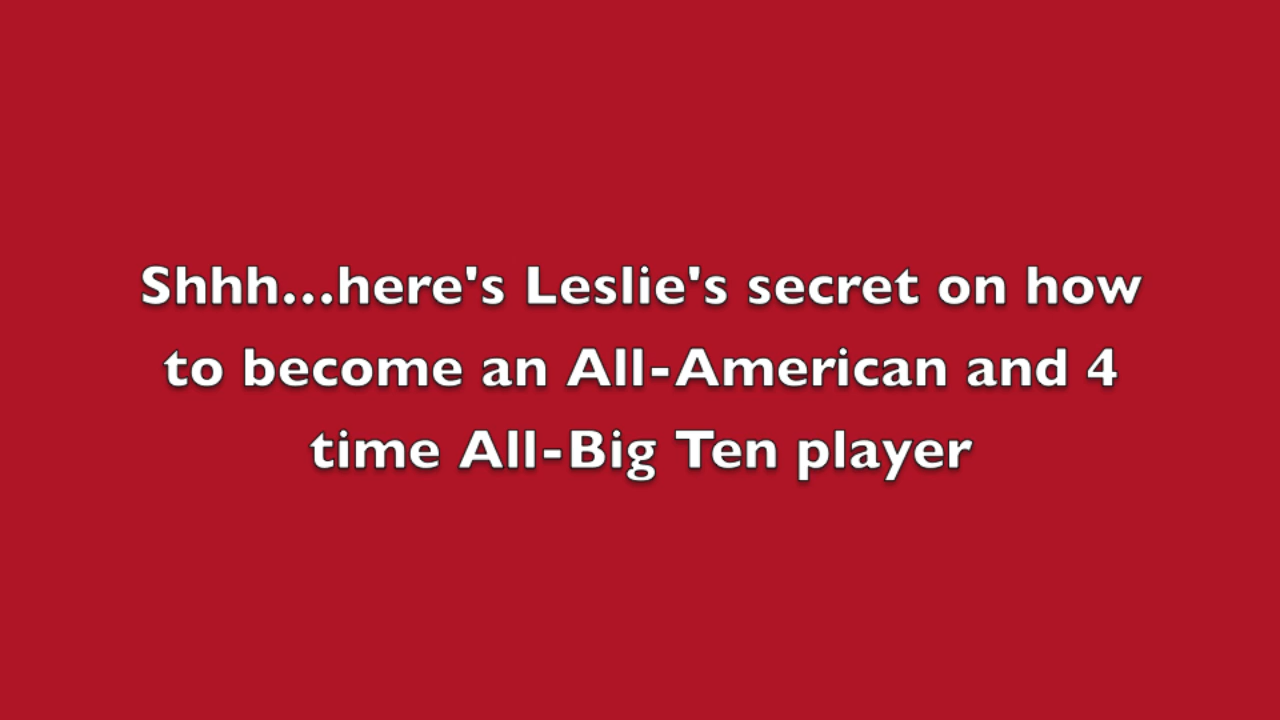 Shhh...here's Leslie's secret on how
to become an All-American and 4
time All-Big Ten player